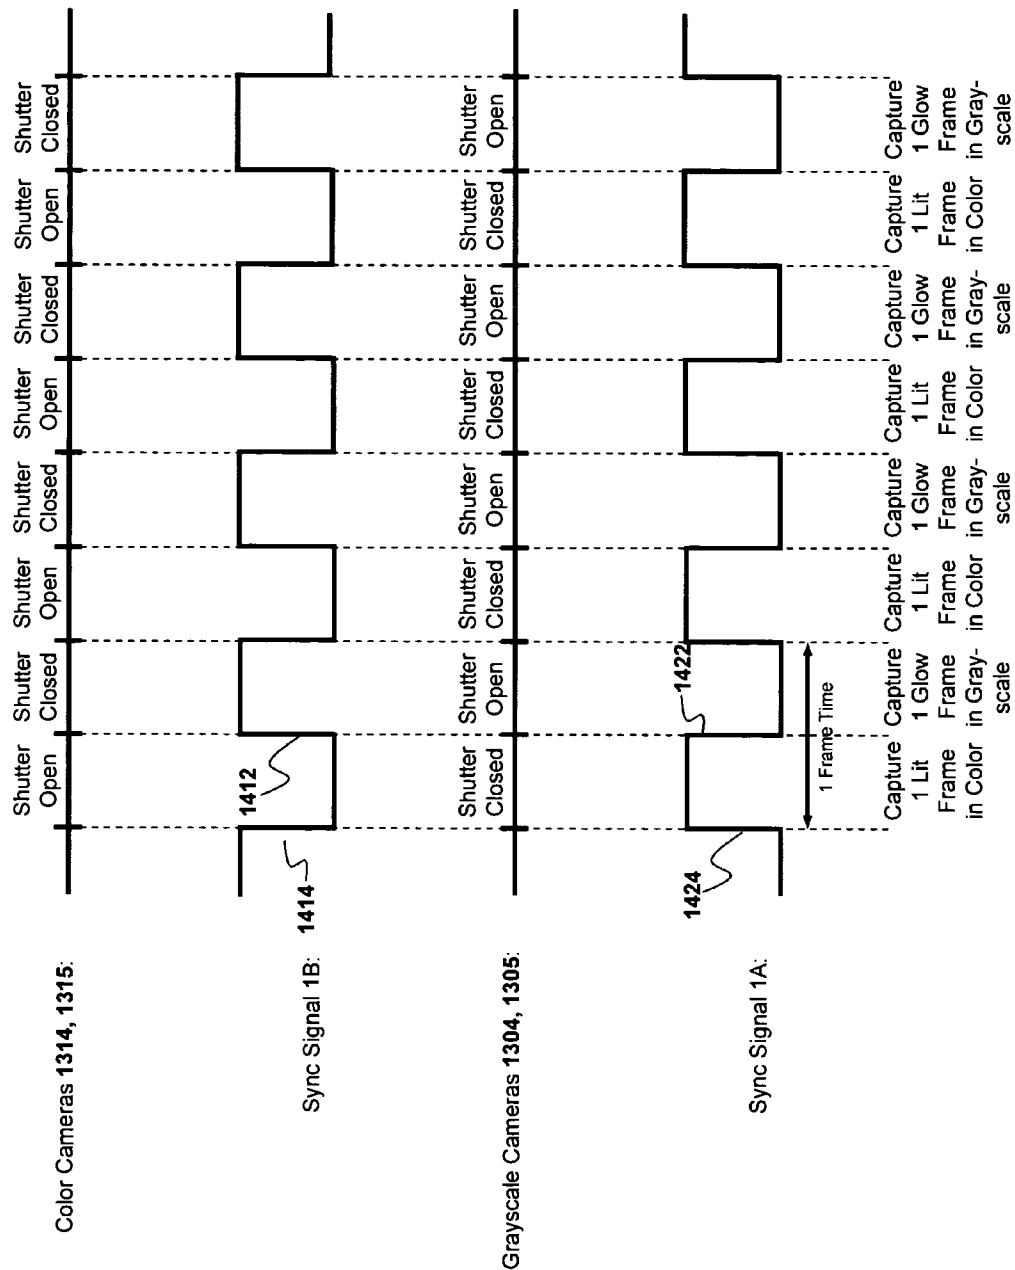 Color Cameras 1314, 1315:
Shutter
Open
Shutter
Closed
Shutter
Open
Shutter
Closed
Shutter
Open
Shutter
Closed
Shutter
Open
Shutter
Closed
Sync Signal 1B:
1414
1412
Grayscale Cameras 1304, 1305:
Shutter
Closed
Shutter
Open
Shutter
Closed
Shutter
Open
Shutter
Closed
Shutter
Open
Shutter
Closed
Shutter
Open
Sync Signal 1A:
1424
1422
1 Frame Time
Capture
1 Lit
Frame
in Color
Capture
1 Glow
Frame
in Gray-
scale
Capture
1 Lit
Frame
in Color
Capture
1 Glow
Frame
in Gray-
scale
Capture
1 Lit
Frame
in Color
Capture
1 Glow
Frame
in Gray-
scale
Capture
1 Lit
Frame
in Color
Capture
1 Glow
Frame
in Gray-
scale